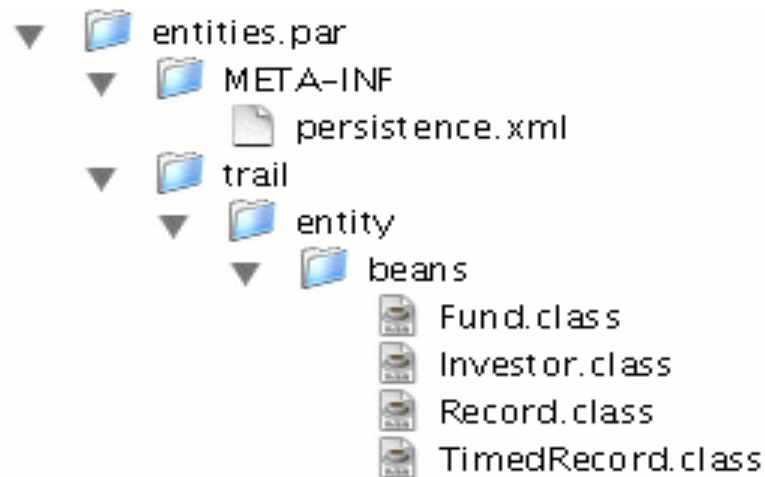 entities.par
META-INF
persistence.xml
trail
entity
beans
Fund.class
Investor.class
Record.class
TimedRecord.class